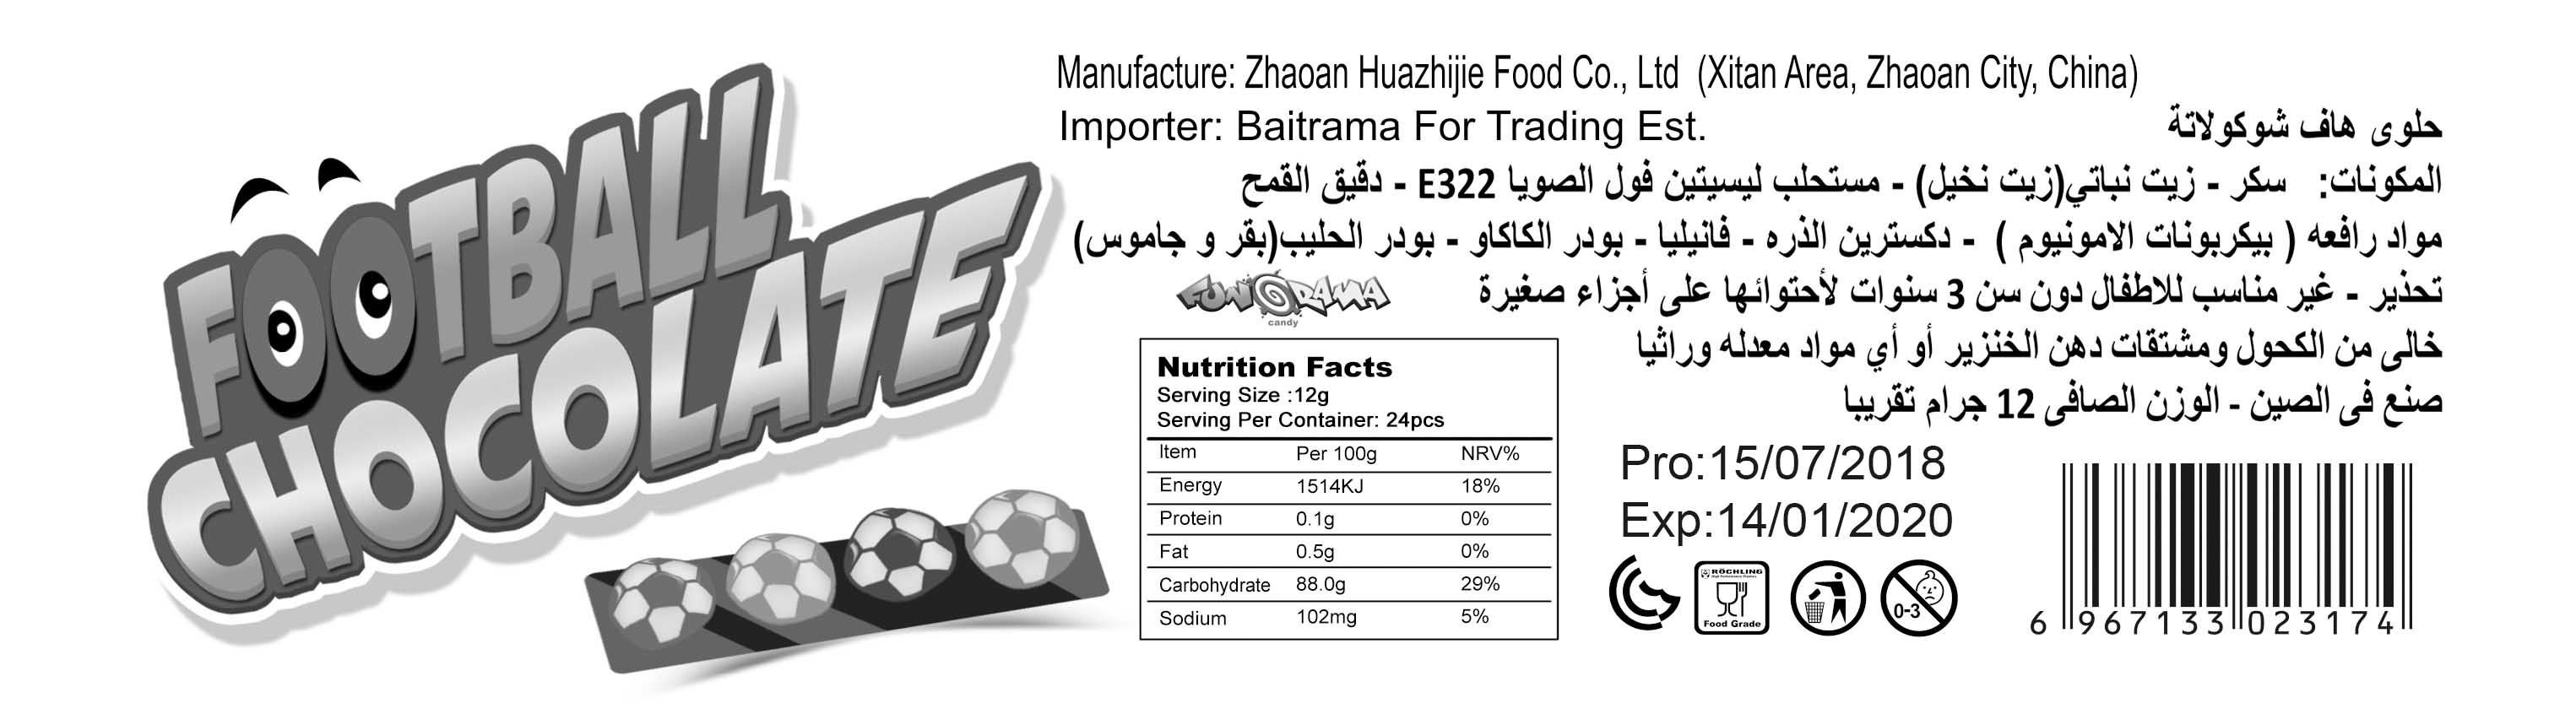 FOOTBALL
CHOCOLATE
Manufacture: Zhaoan Huazhijie Food Co., Ltd (Xitan Area, Zhaoan City, China)
Importer: Baitrama For Trading Est.
حلوى هاف شوكولاتة
المكونات: سكر - زيت نباتي(زيت نخيل) - مستحلب ليسيتين فول الصويا E322 - دقيق القمح
مواد رافعه ( بيكربونات الامونيوم ) - دكسترين الذره - فانيليا - بودر الكاكاو - بودر الحليب(بقر و جاموس)
تحذير - غير مناسب للاطفال دون سن 3 سنوات لأحتوائها على أجزاء صغيرة
خالى من الكحول ومشتقات دهن الخنزير أو أي مواد معدله وراثيا
صنع فى الصين - الوزن الصافى 12 جرام تقريبا
FUNORAMA
candy
Nutrition Facts
Serving Size :12g
Serving Per Container: 24pcs
Item Per 100g NRV%
Energy 1514KJ 18%
Protein 0.1g 0%
Fat 0.5g 0%
Carbohydrate 88.0g 29%
Sodium 102mg 5%
Pro:15/07/2018
Exp:14/01/2020
RÖCHLING
Food Grade
0-3
6 967133 023174